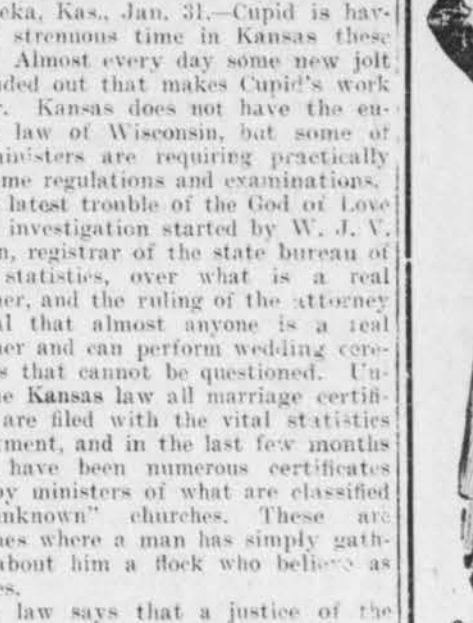 eka, Kas., Jan. 31.—Cupid is hav-
strenuous time in Kansas these
Almost every day some new jolt
ded out that makes Cupid's work
r. Kansas does not have the eu-
law of Wisconsin, but some of
inisters are requiring practically
me regulations and examinations.
latest trouble of the God of Love
investigation started by W. J. V.
n, registrar of the state bureau of
statistics, over what is a real
her, and the ruling of the attorney
al that almost anyone is a real
her and can perform wedding cere-
s that cannot be questioned. Un-
e Kansas law all marriage certifi-
are filed with the vital statistics
tment, and in the last few months
have been numerous certificates
by ministers of what are classified
nknown" churches. These are
hes where a man has simply gath-
about him a flock who believe as
es.
law says that a justice of the